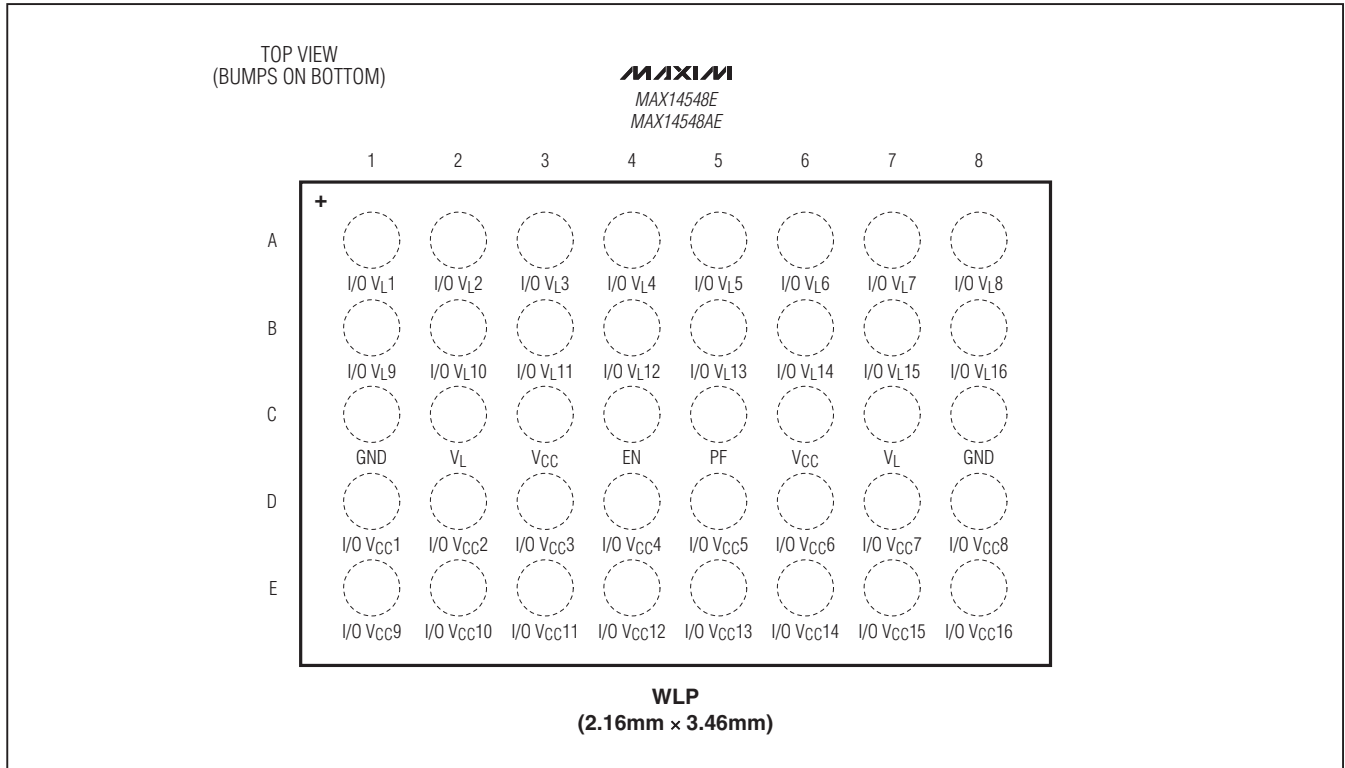 TOP VIEW
(BUMPS ON BOTTOM)
MAXIM
MAX14548E
MAX14548AE
1 2 3 4 5 6 7 8
+
A
I/O VL1 I/O VL2 I/O VL3 I/O VL4 I/O VL5 I/O VL6 I/O VL7 I/O VL8
B
I/O VL9 I/O VL10 I/O VL11 I/O VL12 I/O VL13 I/O VL14 I/O VL15 I/O VL16
C
GND VL VCC EN PF VCC VL GND
D
I/O VCC1 I/O VCC2 I/O VCC3 I/O VCC4 I/O VCC5 I/O VCC6 I/O VCC7 I/O VCC8
E
I/O VCC9 I/O VCC10 I/O VCC11 I/O VCC12 I/O VCC13 I/O VCC14 I/O VCC15 I/O VCC16
WLP
(2.16mm × 3.46mm)